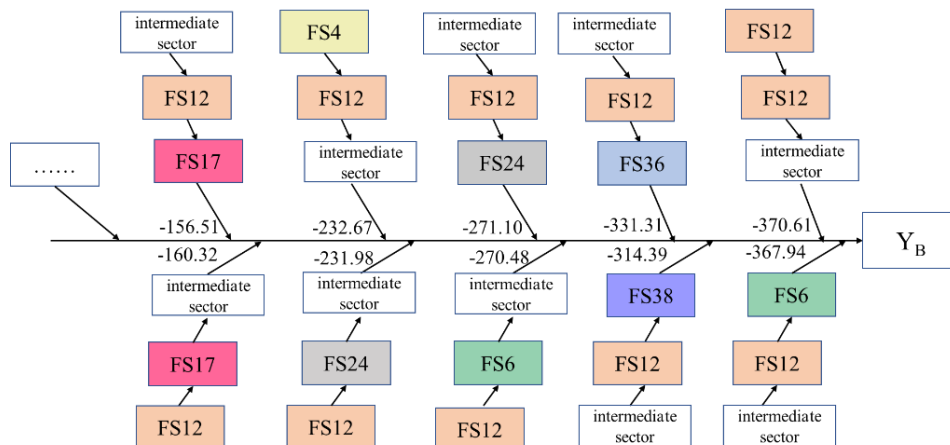 intermediate
sector
FS4
intermediate
sector
intermediate
sector
FS12
FS12
FS12
FS12
FS12
FS12
FS17
intermediate
sector
FS24
FS36
intermediate
sector
……
-156.51
-232.67
-271.10
-331.31
-370.61
Y_B
-160.32
-231.98
-270.48
-314.39
-367.94
intermediate
sector
intermediate
sector
intermediate
sector
FS38
FS6
FS17
FS24
FS6
FS12
FS12
FS12
FS12
FS12
intermediate
sector
intermediate
sector